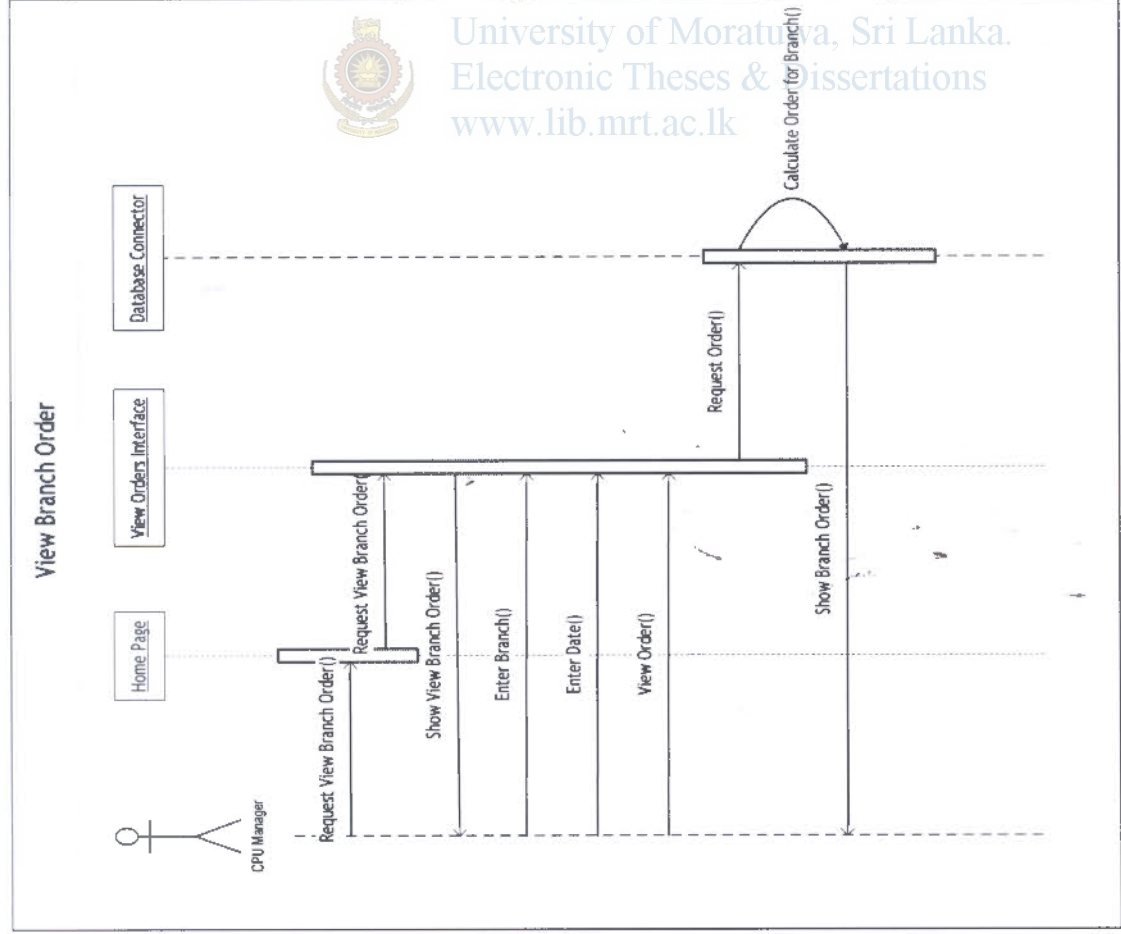 View Branch Order
CPU Manager
Home Page
View Orders Interface
Database Connector
Request View Branch Order()
Request View Branch Order()
Show View Branch Order()
Enter Branch()
Enter Date()
View Order()
Request Order()
Calculate Order for Branch()
Show Branch Order()
University of Moratuwa, Sri Lanka.
Electronic Theses & Dissertations
www.lib.mrt.ac.lk